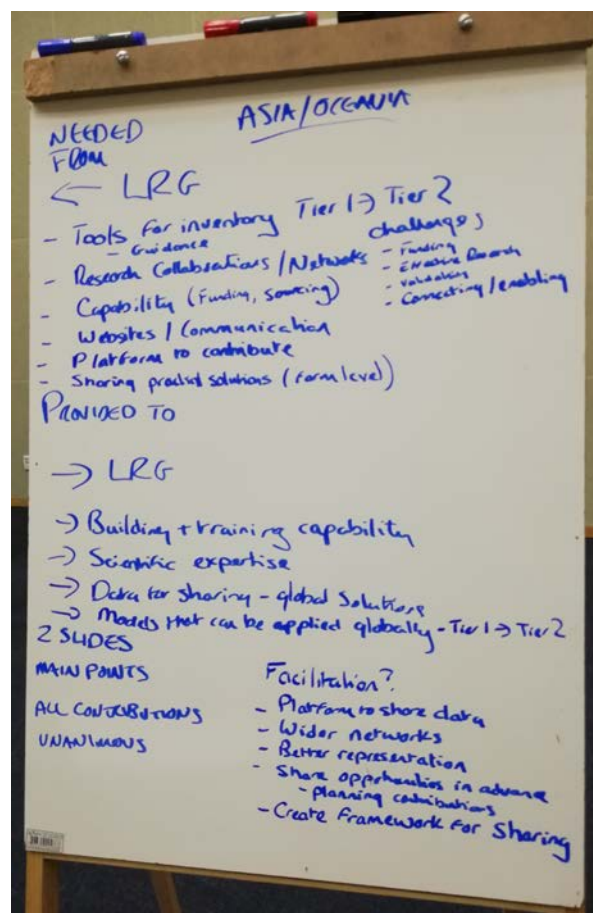 ASIA/OCEANIA
NEEDED
FROM
← LRG
- Tools for inventory Tier 1 → Tier 2
- Guidance
- Research Collaborations / Networks
- Capability (Funding, sourcing)
- Websites / Communication
- Platform to contribute
- Sharing practical solutions (farm level)
challenges
- Funding
- Effective Research
- Validation
- Connecting / enabling
PROVIDED TO
→ LRG
→ Building + training capability
→ Scientific expertise
→ Data for sharing - global Solutions
→ Models that can be applied globally - Tier 1 → Tier 2
2 SLIDES
MAIN POINTS
ALL CONTRIBUTIONS
UNANIMOUS
Facilitation?
- Platform to share data
- Wider networks
- Better representation
- Share opportunities in advance
- planning contributions
- Create Framework for Sharing